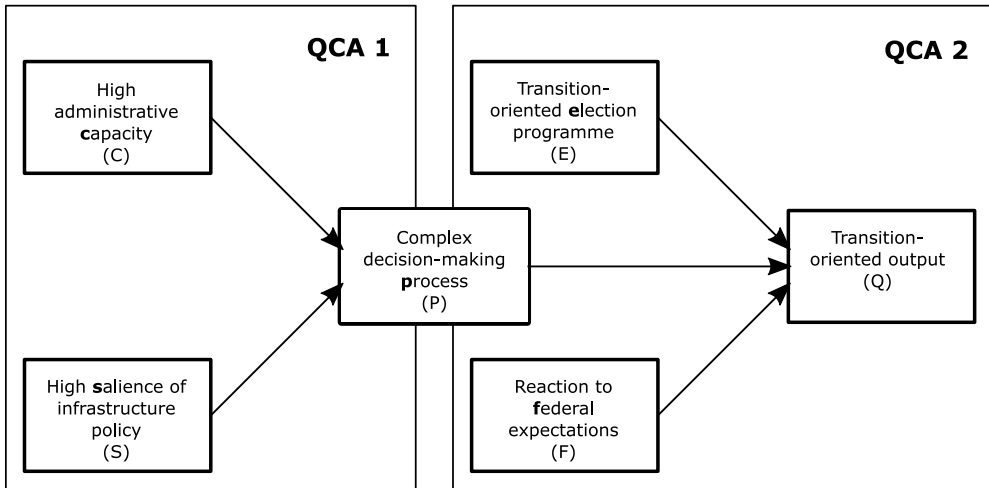 QCA 1
High
administrative
capacity
(C)
High salience of
infrastructure
policy
(S)
Complex
decision-making
process
(P)
QCA 2
Transition-
oriented election
programme
(E)
Reaction to
federal
expectations
(F)
Transition-
oriented output
(Q)